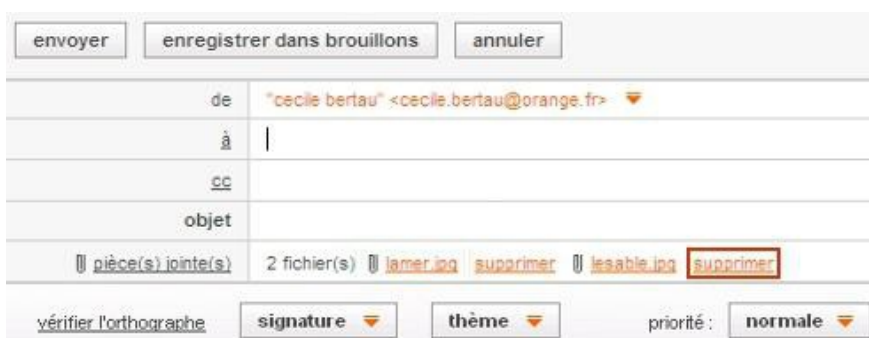 envoyer enregistrer dans brouillons annuler
de "cecile bertau" <cecile.bertau@orange.fr>
à
cc
objet
pièce(s) jointe(s) 2 fichier(s) lamer.jpg supprimer lesable.jpg supprimer
vérifier l'orthographe signature thème priorité : normale